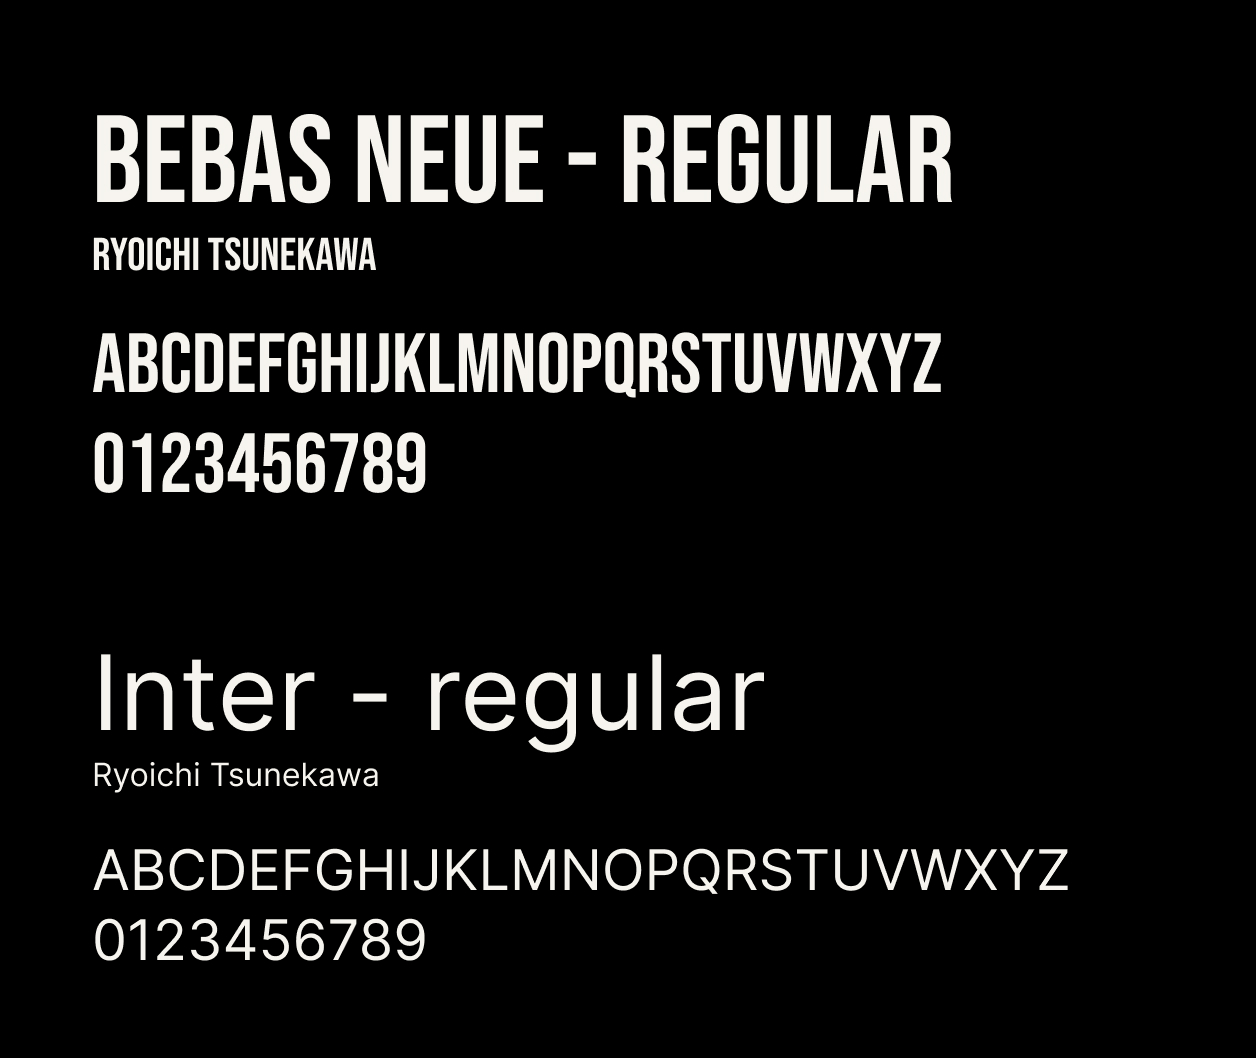 BEBAS NEUE - REGULAR
RYOICHI TSUNEKAWA
ABCDEFGHIJKLMNOPQRSTUVWXYZ
0123456789
Inter - regular
Ryoichi Tsunekawa
ABCDEFGHIJKLMNOPQRSTUVWXYZ
0123456789